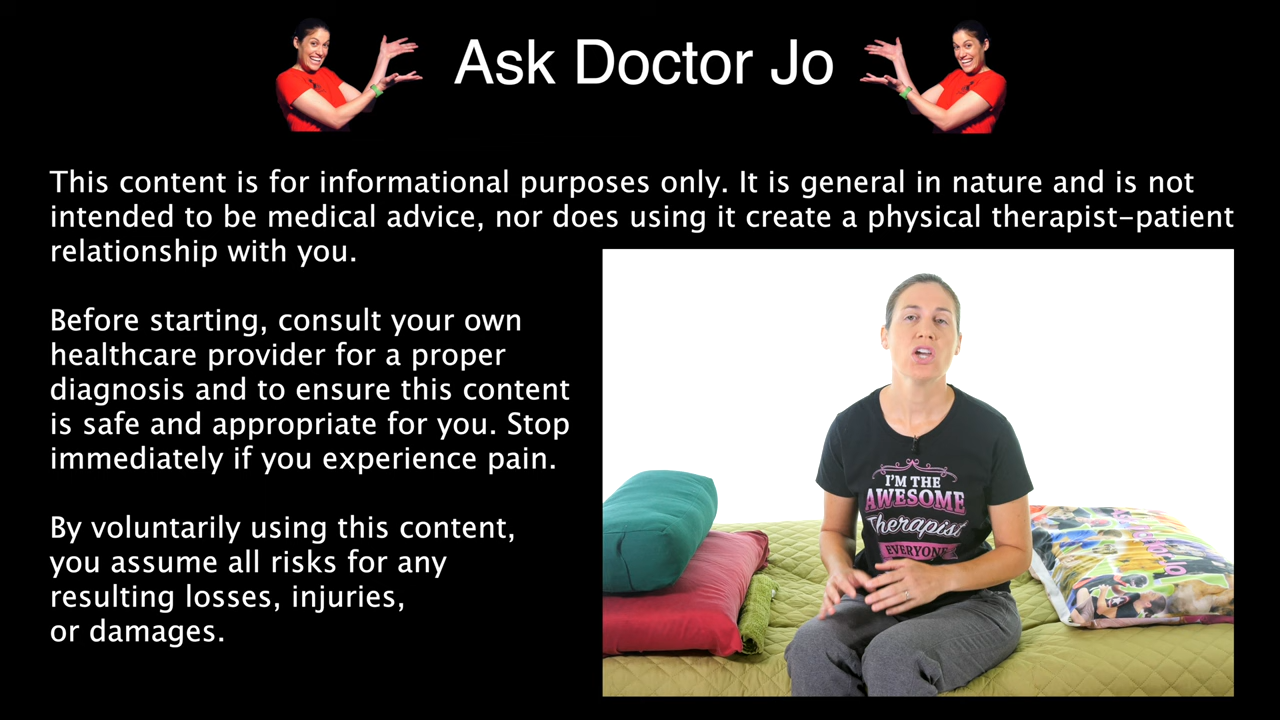 Ask Doctor Jo
This content is for informational purposes only. It is general in nature and is not
intended to be medical advice, nor does using it create a physical therapist-patient
relationship with you.
Before starting, consult your own
healthcare provider for a proper
diagnosis and to ensure this content
is safe and appropriate for you. Stop
immediately if you experience pain.
By voluntarily using this content,
you assume all risks for any
resulting losses, injuries,
or damages.
I'M THE
AWESOME
Therapist
EVERYONE